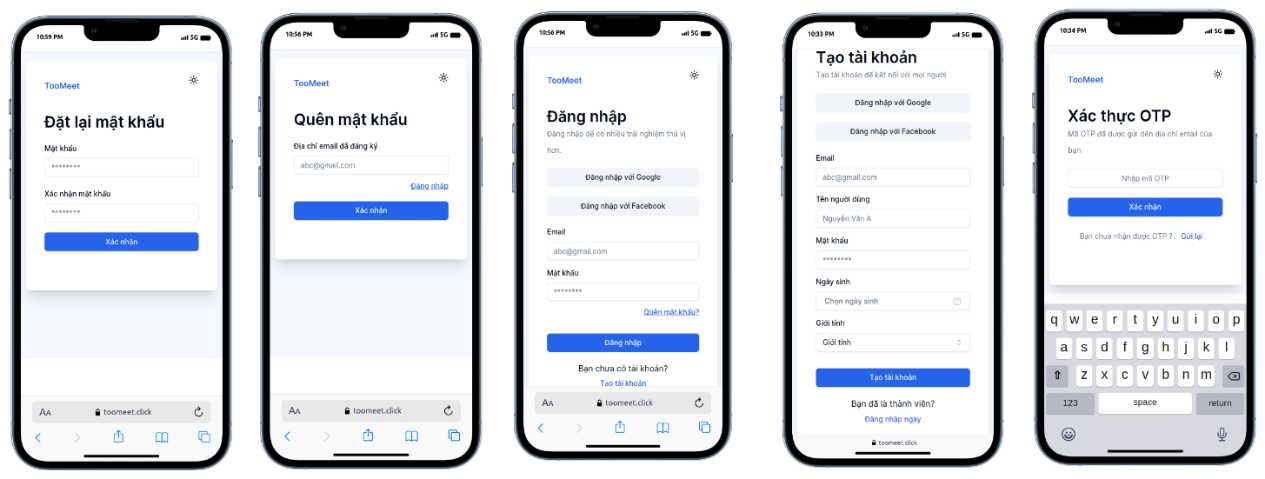 10:59 PM
5G
TooMeet
Đặt lại mật khẩu
Mật khẩu
********
Xác nhận mật khẩu
********
Xác nhận
AA
toomeet.click
10:56 PM
5G
TooMeet
Quên mật khẩu
Địa chỉ email đã đăng ký
abc@gmail.com
Đăng nhập
Xác nhận
AA
toomeet.click
10:56 PM
5G
TooMeet
Đăng nhập
Đăng nhập để có nhiều trải nghiệm thú vị
hơn.
Đăng nhập với Google
Đăng nhập với Facebook
Email
abc@gmail.com
Mật khẩu
********
Quên mật khẩu?
Đăng nhập
Bạn chưa có tài khoản?
Tạo tài khoản
AA
toomeet.click
10:33 PM
5G
Tạo tài khoản
Tạo tài khoản để kết nối với mọi người
Đăng nhập với Google
Đăng nhập với Facebook
Email
abc@gmail.com
Tên người dùng
Nguyễn Văn A
Mật khẩu
********
Ngày sinh
Chọn ngày sinh
Giới tính
Giới tính
Tạo tài khoản
Bạn đã là thành viên?
Đăng nhập ngay
toomeet.click
10:34 PM
5G
TooMeet
Xác thực OTP
Mã OTP đã được gửi đến địa chỉ email của
bạn
Nhập mã OTP
Xác nhận
Bạn chưa nhận được OTP ? Gửi lại
q w e r t y u i o p
a s d f g h j k l
z x c v b n m
123 space return